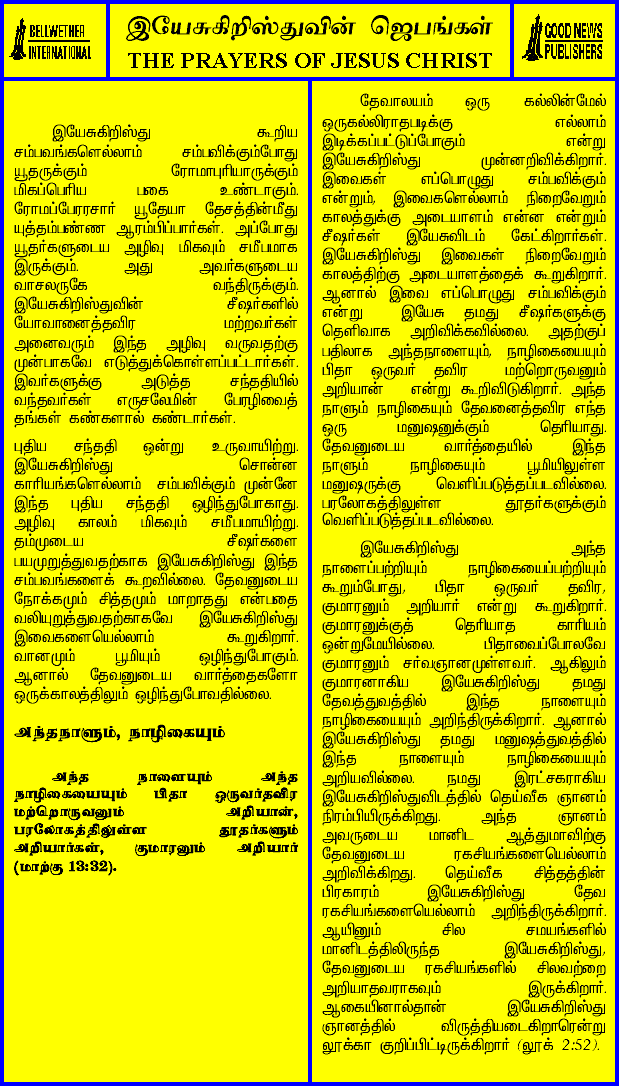 BELLWETHER
INTERNATIONAL
இயேசுகிறிஸ்துவின் ஜெபங்கள்
THE PRAYERS OF JESUS CHRIST
GOOD NEWS
PUBLISHERS
இயேசுகிறிஸ்து கூறிய
சம்பவங்களெல்லாம் சம்பவிக்கும்போது
யூதருக்கும் ரோமாபுரியாருக்கும்
மிகப்பெரிய பகை உண்டாகும்.
ரோமப்பேரரசார் யூதேயா தேசத்தின்மீது
யுத்தம்பண்ண ஆரம்பிப்பார்கள். அப்போது
யூதர்களுடைய அழிவு மிகவும் சமீபமாக
இருக்கும். அது அவர்களுடைய
வாசலருகே வந்திருக்கும்.
இயேசுகிறிஸ்துவின் சீஷர்களில்
யோவானைத்தவிர மற்றவர்கள்
அனைவரும் இந்த அழிவு வருவதற்கு
முன்பாகவே எடுத்துக்கொள்ளப்பட்டார்கள்.
இவர்களுக்கு அடுத்த சந்ததியில்
வந்தவர்கள் எருசலேமின் பேரழிவைத்
தங்கள் கண்களால் கண்டார்கள்.
புதிய சந்ததி ஒன்று உருவாயிற்று.
இயேசுகிறிஸ்து சொன்ன
காரியங்களெல்லாம் சம்பவிக்கும் முன்னே
இந்த புதிய சந்ததி ஒழிந்துபோகாது.
அழிவு காலம் மிகவும் சமீபமாயிற்று.
தம்முடைய சீஷர்களை
பயமுறுத்துவதற்காக இயேசுகிறிஸ்து இந்த
சம்பவங்களைக் கூறவில்லை. தேவனுடைய
நோக்கமும் சித்தமும் மாறாதது என்பதை
வலியுறுத்துவதற்காகவே இயேசுகிறிஸ்து
இவைகளையெல்லாம் கூறுகிறார்.
வானமும் பூமியும் ஒழிந்துபோகும்.
ஆனால் தேவனுடைய வார்த்தைகளோ
ஒருக்காலத்திலும் ஒழிந்துபோவதில்லை.
அந்தநாளும், நாழிகையும்
அந்த நாளையும் அந்த
நாழிகையையும் பிதா ஒருவர்தவிர
மற்றொருவனும் அறியான்,
பரலோகத்திலுள்ள தூதர்களும்
அறியார்கள், குமாரனும் அறியார்
(மாற்கு 13:32).
தேவாலயம் ஒரு கல்லின்மேல்
ஒருகல்லிராதபடிக்கு எல்லாம்
இடிக்கப்பட்டுப்போகும் என்று
இயேசுகிறிஸ்து முன்னறிவிக்கிறார்.
இவைகள் எப்பொழுது சம்பவிக்கும்
என்றும், இவைகளெல்லாம் நிறைவேறும்
காலத்துக்கு அடையாளம் என்ன என்றும்
சீஷர்கள் இயேசுவிடம் கேட்கிறார்கள்.
இயேசுகிறிஸ்து இவைகள் நிறைவேறும்
காலத்திற்கு அடையாளத்தைக் கூறுகிறார்.
ஆனால் இவை எப்பொழுது சம்பவிக்கும்
என்று இயேசு தமது சீஷர்களுக்கு
தெளிவாக அறிவிக்கவில்லை. அதற்குப்
பதிலாக அந்தநாளையும், நாழிகையையும்
பிதா ஒருவர் தவிர மற்றொருவனும்
அறியான் என்று கூறிவிடுகிறார். அந்த
நாளும் நாழிகையும் தேவனைத்தவிர எந்த
ஒரு மனுஷனுக்கும் தெரியாது.
தேவனுடைய வார்த்தையில் இந்த
நாளும் நாழிகையும் பூமியிலுள்ள
மனுஷருக்கு வெளிப்படுத்தப்படவில்லை.
பரலோகத்திலுள்ள தூதர்களுக்கும்
வெளிப்படுத்தப்படவில்லை.
இயேசுகிறிஸ்து அந்த
நாளைப்பற்றியும் நாழிகையைப்பற்றியும்
கூறும்போது, பிதா ஒருவர் தவிர,
குமாரனும் அறியார் என்று கூறுகிறார்.
குமாரனுக்குத் தெரியாத காரியம்
ஒன்றுமேயில்லை. பிதாவைப்போலவே
குமாரனும் சர்வஞானமுள்ளவர். ஆகிலும்
குமாரனாகிய இயேசுகிறிஸ்து தமது
தேவத்துவத்தில் இந்த நாளையும்
நாழிகையையும் அறிந்திருக்கிறார். ஆனால்
இயேசுகிறிஸ்து தமது மனுஷத்துவத்தில்
இந்த நாளையும் நாழிகையையும்
அறியவில்லை. நமது இரட்சகராகிய
இயேசுகிறிஸ்துவிடத்தில் தெய்வீக ஞானம்
நிரம்பியிருக்கிறது. அந்த ஞானம்
அவருடைய மானிட ஆத்துமாவிற்கு
தேவனுடைய ரகசியங்களையெல்லாம்
அறிவிக்கிறது. தெய்வீக சித்தத்தின்
பிரகாரம் இயேசுகிறிஸ்து தேவ
ரகசியங்களையெல்லாம் அறிந்திருக்கிறார்.
ஆயினும் சில சமயங்களில்
மானிடத்திலிருந்த இயேசுகிறிஸ்து,
தேவனுடைய ரகசியங்களில் சிலவற்றை
அறியாதவராகவும் இருக்கிறார்.
ஆகையினால்தான் இயேசுகிறிஸ்து
ஞானத்தில் விருத்தியடைகிறாரென்று
லூக்கா குறிப்பிட்டிருக்கிறார் (லூக் 2:52).